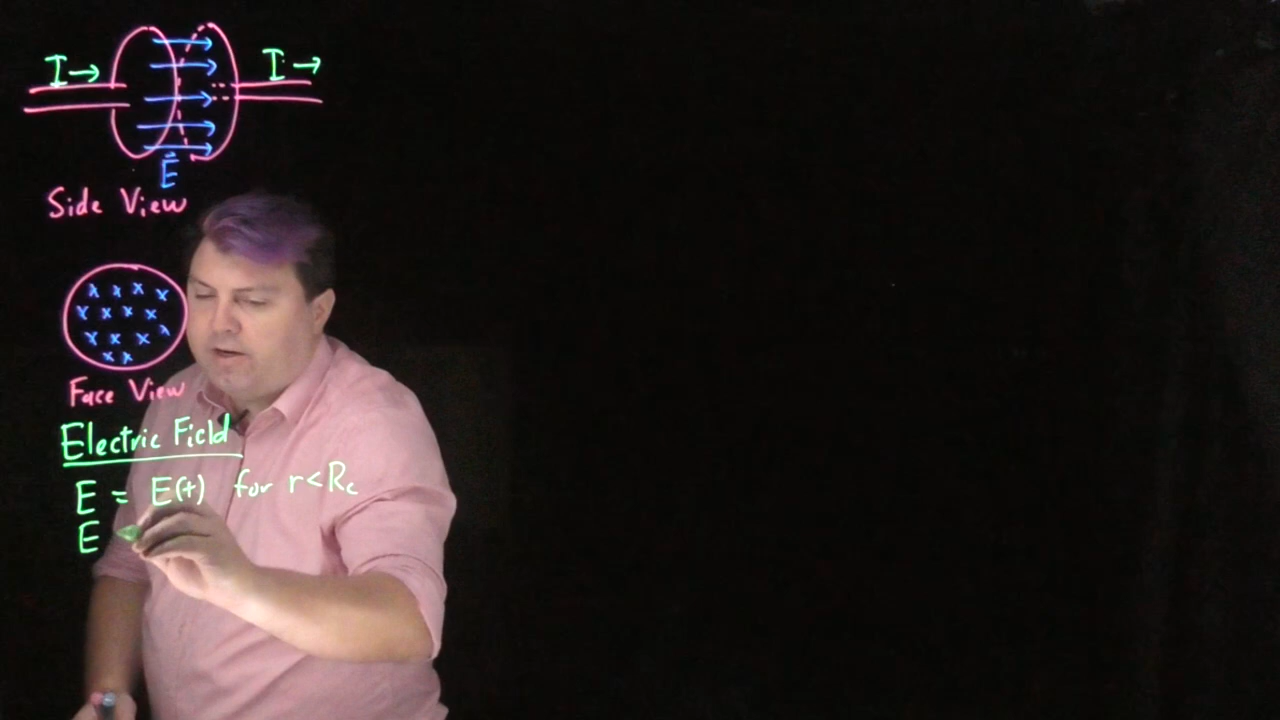 I→ I→
E⃗
Side View
x x x x
x x x x
x x x x
x x
Face View
Electric Field
E = E(t) for r<Rc
E